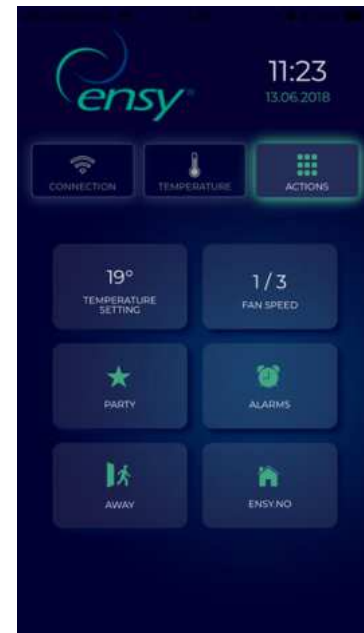 ensy
11:23
13.06.2018
CONNECTION
TEMPERATURE
ACTIONS
19°
TEMPERATURE
SETTING
1 / 3
FAN SPEED
PARTY
ALARMS
AWAY
ENSY.NO